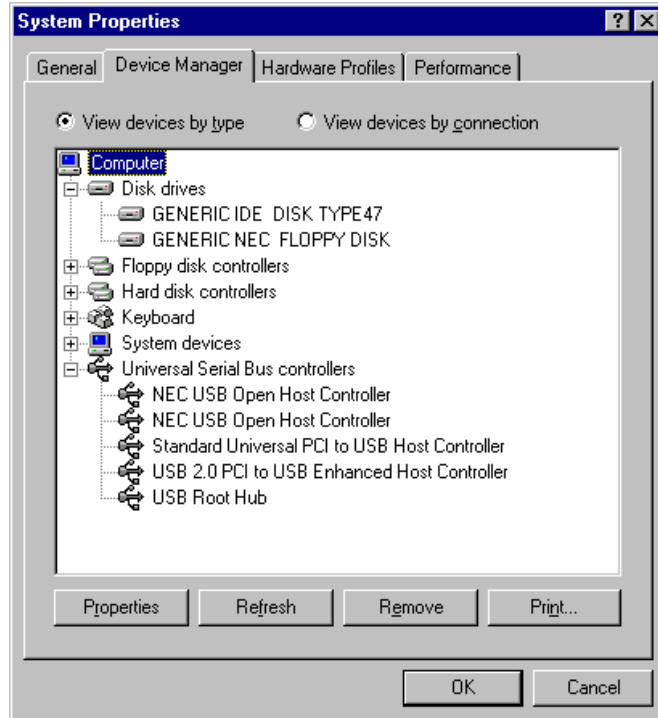 System Properties
General Device Manager Hardware Profiles Performance
View devices by type View devices by connection
Computer
Disk drives
GENERIC IDE DISK TYPE47
GENERIC NEC FLOPPY DISK
Floppy disk controllers
Hard disk controllers
Keyboard
System devices
Universal Serial Bus controllers
NEC USB Open Host Controller
NEC USB Open Host Controller
Standard Universal PCI to USB Host Controller
USB 2.0 PCI to USB Enhanced Host Controller
USB Root Hub
Properties Refresh Remove Print...
OK Cancel